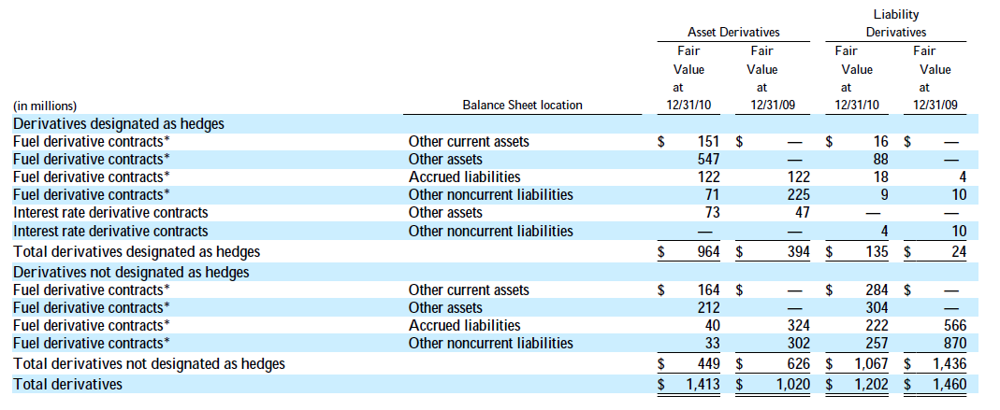 Liability
Asset Derivatives Derivatives
Fair Fair Fair Fair
Value Value Value Value
at at at at
(in millions) Balance Sheet location 12/31/10 12/31/09 12/31/10 12/31/09
Derivatives designated as hedges
Fuel derivative contracts* Other current assets $ 151 $ — $ 16 $ —
Fuel derivative contracts* Other assets 547 — 88 —
Fuel derivative contracts* Accrued liabilities 122 122 18 4
Fuel derivative contracts* Other noncurrent liabilities 71 225 9 10
Interest rate derivative contracts Other assets 73 47 — —
Interest rate derivative contracts Other noncurrent liabilities — — 4 10
Total derivatives designated as hedges $ 964 $ 394 $ 135 $ 24
Derivatives not designated as hedges
Fuel derivative contracts* Other current assets $ 164 $ — $ 284 $ —
Fuel derivative contracts* Other assets 212 — 304 —
Fuel derivative contracts* Accrued liabilities 40 324 222 566
Fuel derivative contracts* Other noncurrent liabilities 33 302 257 870
Total derivatives not designated as hedges $ 449 $ 626 $ 1,067 $ 1,436
Total derivatives $ 1,413 $ 1,020 $ 1,202 $ 1,460